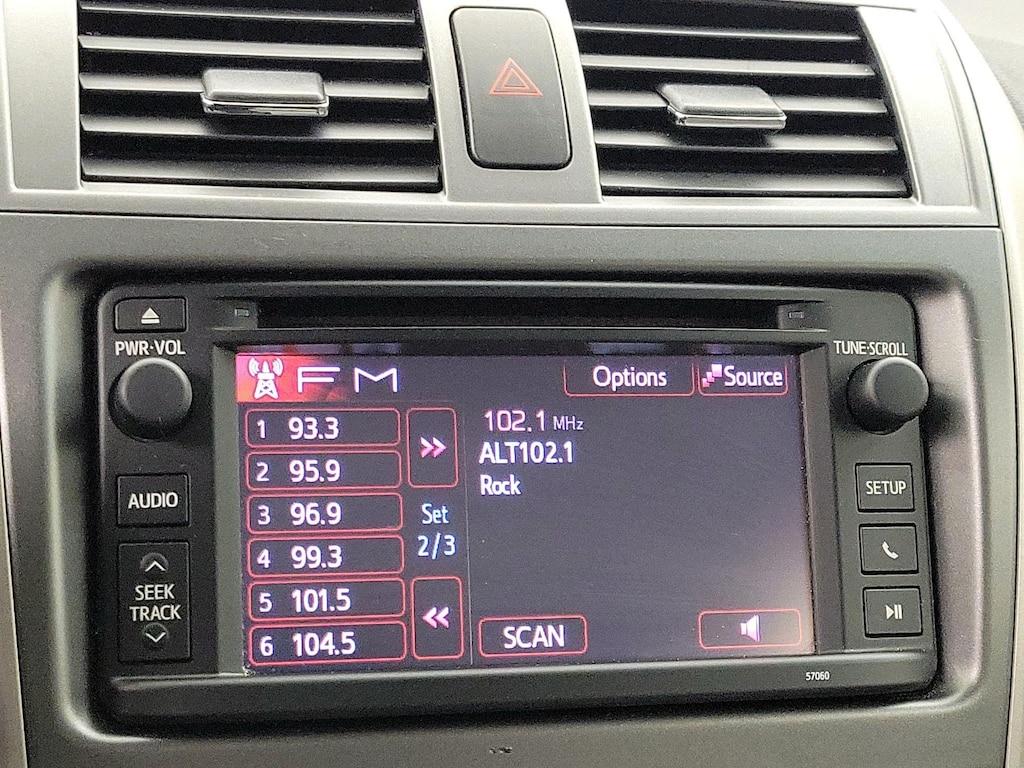 PWR·VOL
TUNE·SCROLL
FM
Options
Source
1 93.3
2 95.9
3 96.9
4 99.3
5 101.5
6 104.5
>>
Set
2/3
<<
102.1 MHz
ALT102.1
Rock
SCAN
AUDIO
SEEK
TRACK
SETUP
57060